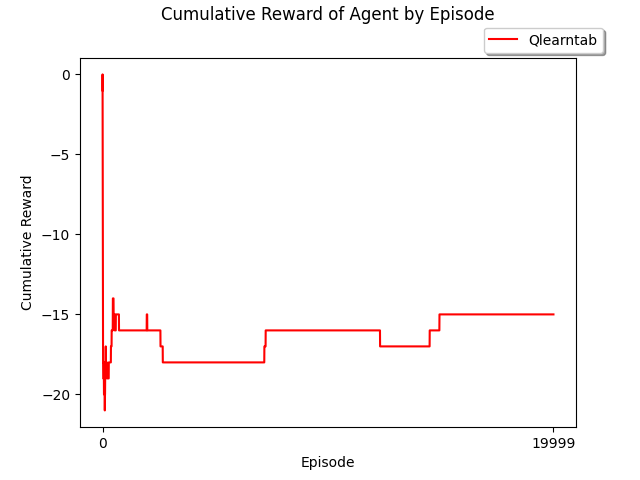 Cumulative Reward of Agent by Episode
Qlearntab
0
−5
−10
−15
−20
Cumulative Reward
0
19999
Episode